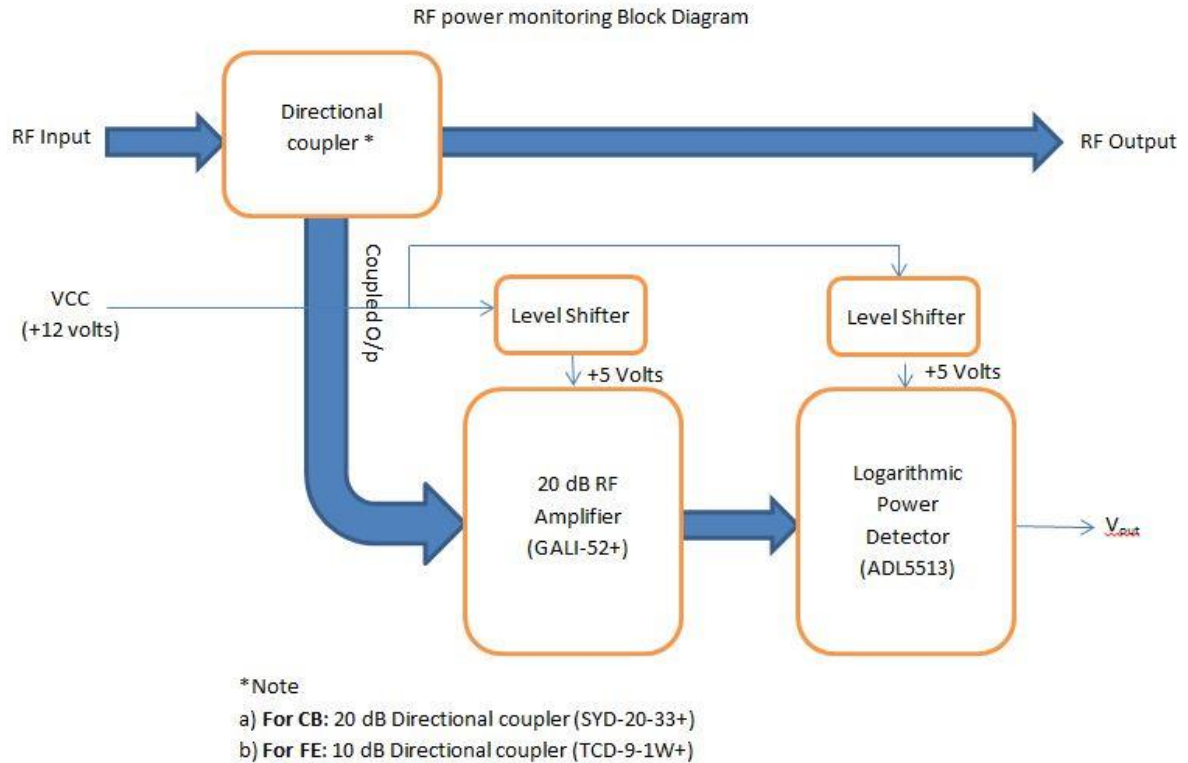 RF power monitoring Block Diagram
Directional
coupler *
RF Input
RF Output
Coupled O/p
VCC
(+12 volts)
Level Shifter
Level Shifter
+5 Volts
+5 Volts
20 dB RF
Amplifier
(GALI-52+)
Logarithmic
Power
Detector
(ADL5513)
Vout
*Note
a) For CB: 20 dB Directional coupler (SYD-20-33+)
b) For FE: 10 dB Directional coupler (TCD-9-1W+)